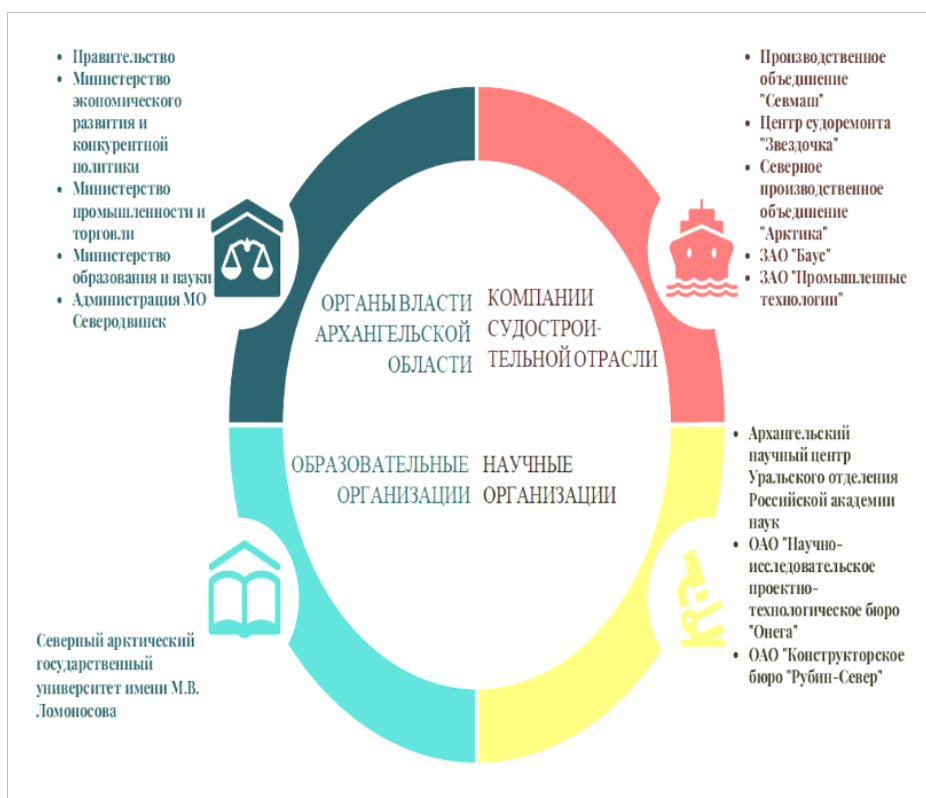 • Правительство
• Министерство
экономического
развития и
конкурентной
политики
• Министерство
промышленности и
торговли
• Министерство
образования и науки
• Администрация МО
Северодвинск
• Производственное
объединение
"Севмаш"
• Центр судоремонта
"Звездочка"
• Северное
производственное
объединение
"Арктика"
• ЗАО "Баус"
• ЗАО "Промышленные
технологии"
ОРГАНЫ ВЛАСТИ
АРХАНГЕЛЬСКОЙ
ОБЛАСТИ
КОМПАНИИ
СУДОСТРОИ-
ТЕЛЬНОЙ ОТРАСЛИ
ОБРАЗОВАТЕЛЬНЫЕ
ОРГАНИЗАЦИИ
НАУЧНЫЕ
ОРГАНИЗАЦИИ
Северный арктический
государственный
университет имени М.В.
Ломоносова
• Архангельский
научный центр
Уральского отделения
Российской академии
наук
• ОАО "Научно-
исследовательское
проектно-
технологическое бюро
"Онега"
• ОАО "Конструкторское
бюро "Рубин-Север"